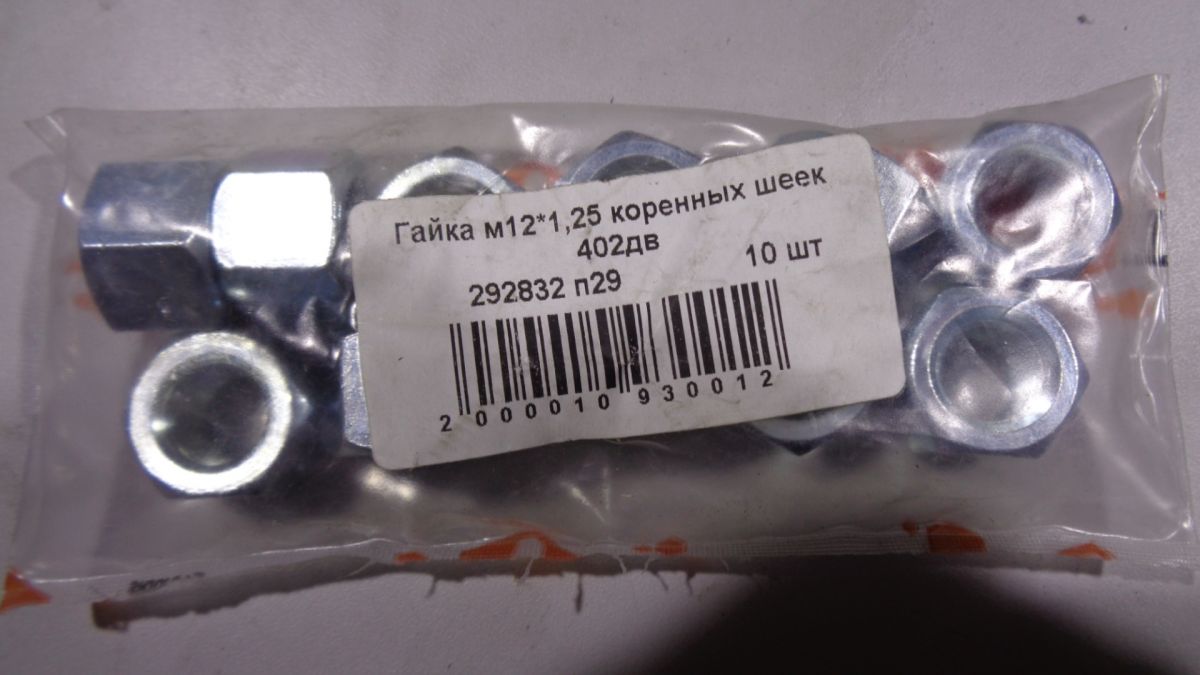 Гайка м12*1,25 коренных шеек
402дв
292832 п29 10 шт
2 000010 930012